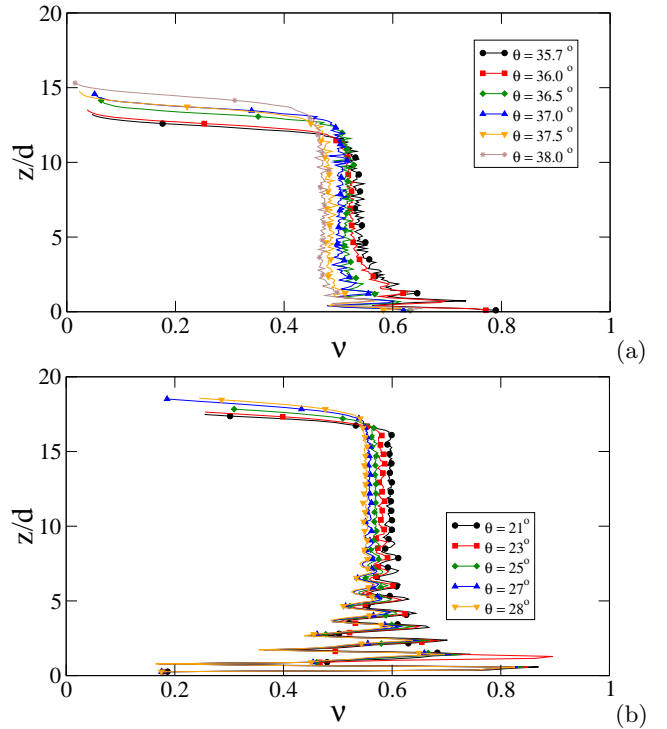 20
15
10
5
0
z/d
θ = 35.7 °
θ = 36.0 °
θ = 36.5 °
θ = 37.0 °
θ = 37.5 °
θ = 38.0 °
0 0.2 0.4 0.6 0.8 1
ν
(a)
20
15
10
5
0
z/d
θ = 21°
θ = 23°
θ = 25°
θ = 27°
θ = 28°
0 0.2 0.4 0.6 0.8 1
ν
(b)